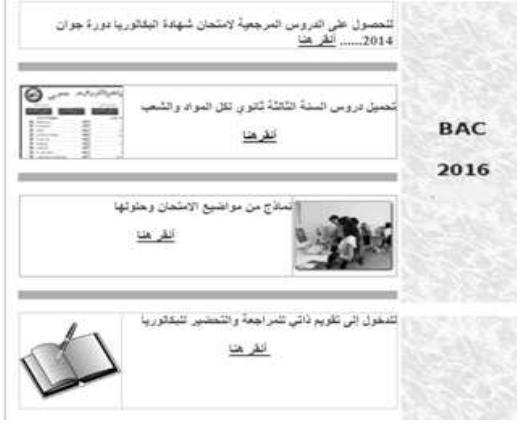 للحصول على الدروس المرجعية لامتحان شهادة البكالوريا دورة جوان
2014...... أنقر هنا
تحميل دروس السنة الثالثة ثانوي لكل المواد والشعب
أنقر هنا
نماذج من مواضيع الامتحان وحلولها
أنقر هنا
للدخول إلى تقويم ذاتي للمراجعة والتحضير للبكالوريا
أنقر هنا
BAC
2016